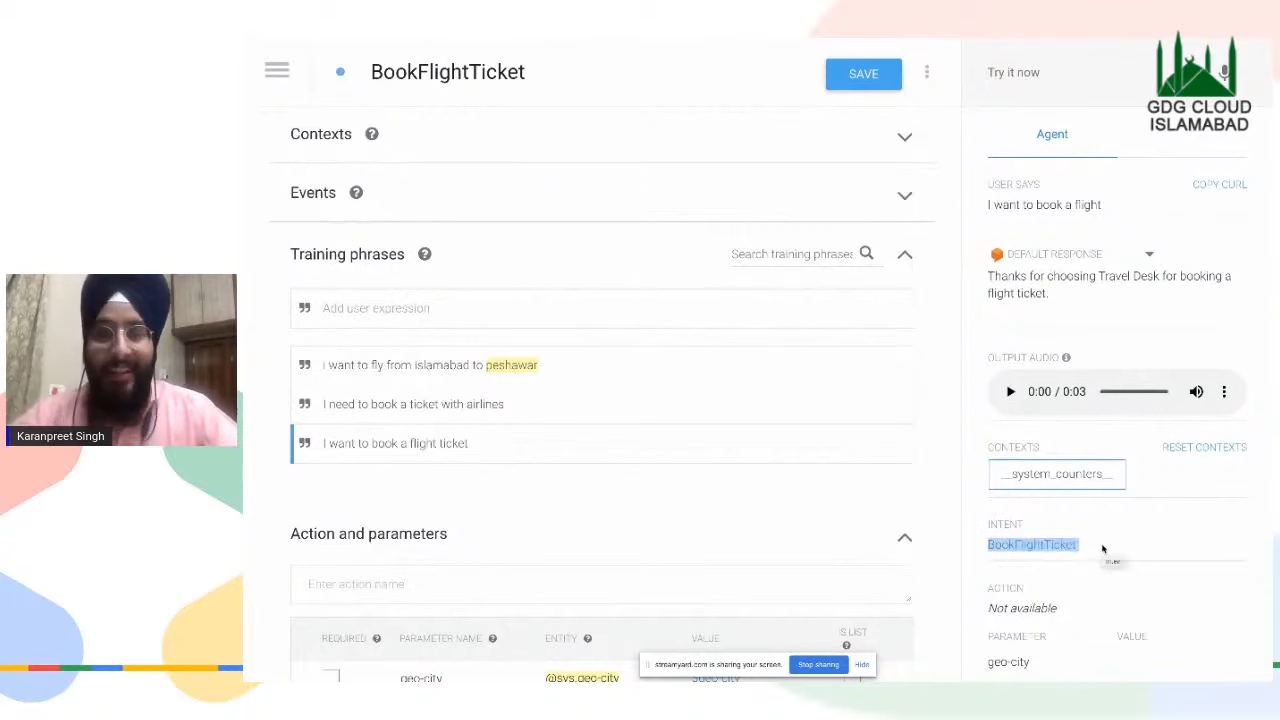 BookFlightTicket
SAVE
Contexts
Events
Training phrases
Search training phrases
Add user expression
i want to fly from islamabad to peshawar
I need to book a ticket with airlines
I want to book a flight ticket
Action and parameters
Enter action name
REQUIRED PARAMETER NAME ENTITY VALUE IS LIST
geo-city @sys.geo-city $geo-city
streamyard.com is sharing your screen. Stop sharing Hide
Try it now
GDG CLOUD
ISLAMABAD
Agent
USER SAYS COPY CURL
I want to book a flight
DEFAULT RESPONSE
Thanks for choosing Travel Desk for booking a
flight ticket.
OUTPUT AUDIO
0:00 / 0:03
CONTEXTS RESET CONTEXTS
__system_counters__
INTENT
BookFlightTicket
ACTION
Not available
PARAMETER VALUE
geo-city
Karanpreet Singh